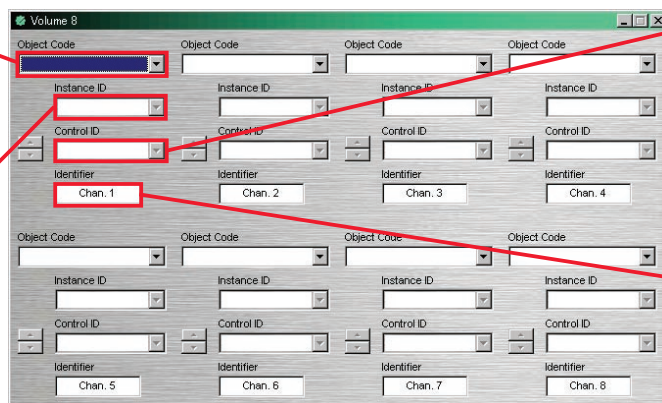 Volume 8
Object Code Object Code Object Code Object Code
Instance ID Instance ID Instance ID Instance ID
Control ID Control ID Control ID Control ID
Identifier Identifier Identifier Identifier
Chan. 1 Chan. 2 Chan. 3 Chan. 4
Object Code Object Code Object Code Object Code
Instance ID Instance ID Instance ID Instance ID
Control ID Control ID Control ID Control ID
Identifier Identifier Identifier Identifier
Chan. 5 Chan. 6 Chan. 7 Chan. 8